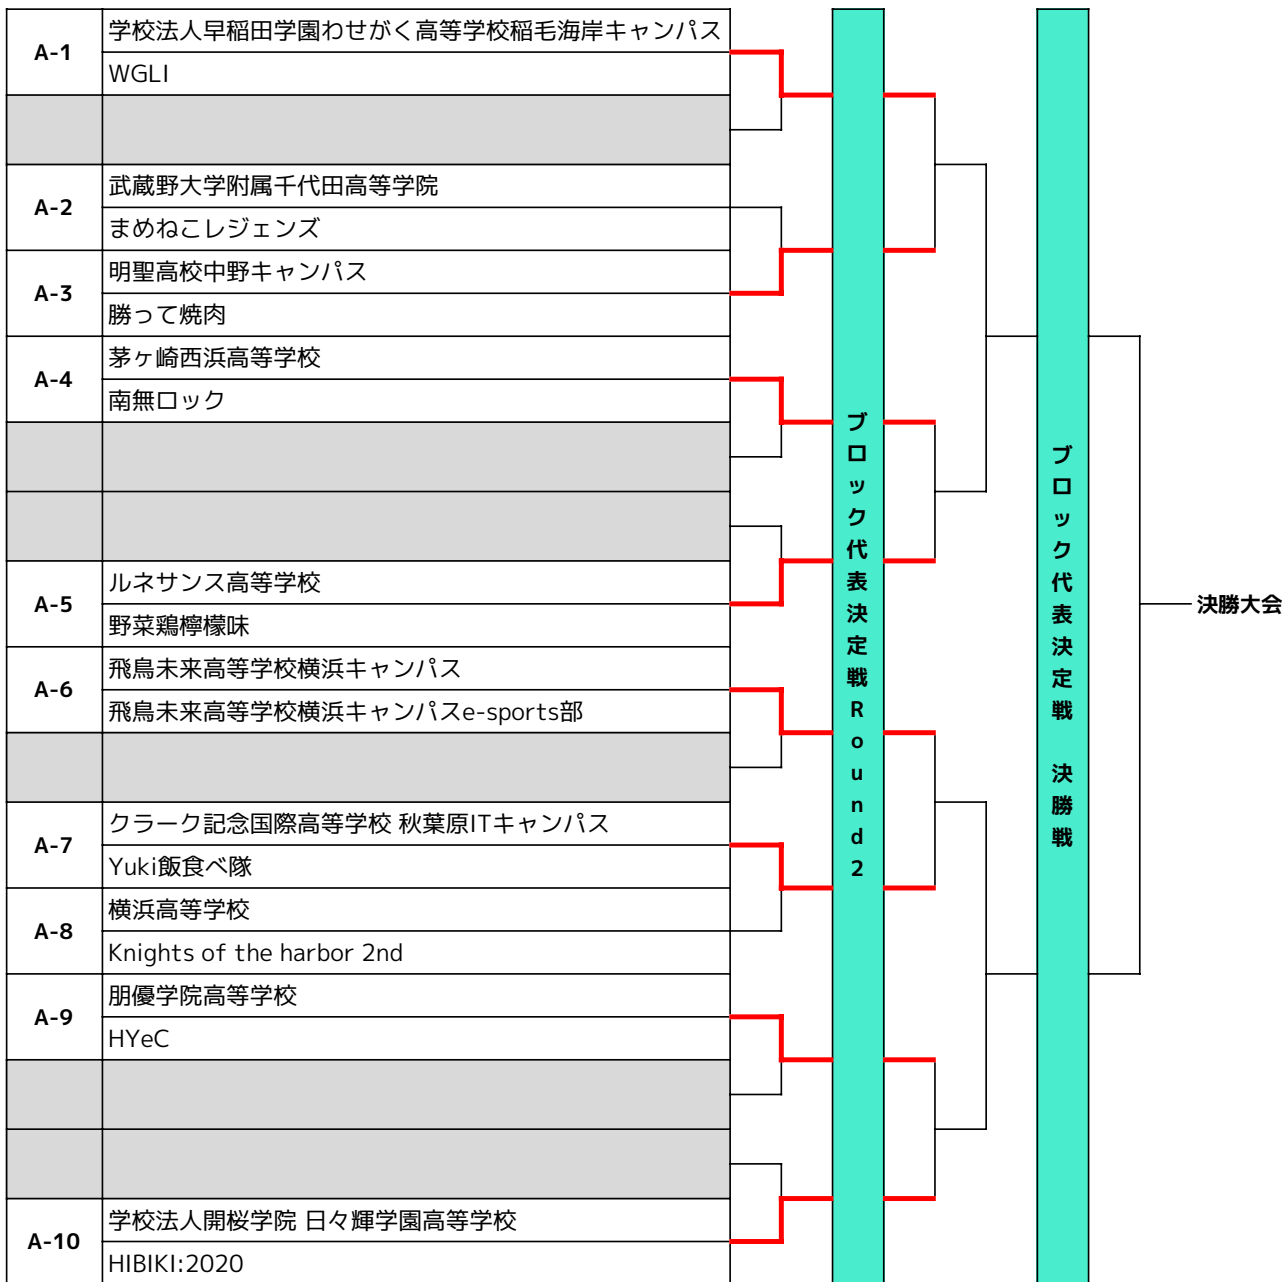 A-1
学校法人早稲田学園わせがく高等学校稲毛海岸キャンパス
WGLI
A-2
武蔵野大学附属千代田高等学院
まめねこレジェンズ
A-3
明聖高校中野キャンパス
勝って焼肉
A-4
茅ヶ崎西浜高等学校
南無ロック
A-5
ルネサンス高等学校
野菜鶏檸檬味
A-6
飛鳥未来高等学校横浜キャンパス
飛鳥未来高等学校横浜キャンパスe-sports部
A-7
クラーク記念国際高等学校 秋葉原ITキャンパス
Yuki飯食べ隊
A-8
横浜高等学校
Knights of the harbor 2nd
A-9
朋優学院高等学校
HYeC
A-10
学校法人開桜学院 日々輝学園高等学校
HIBIKI:2020
ブロック代表決定戦Round2
ブロック代表決定戦 決勝戦
決勝大会